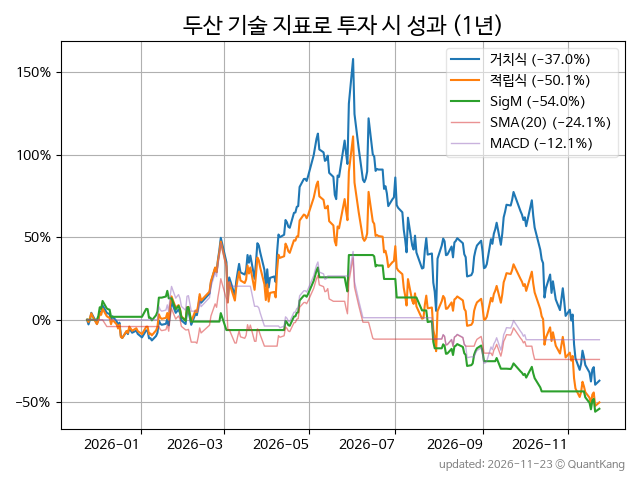 두산 기술 지표로 투자 시 성과 (1년)
거치식 (−37.0%)
적립식 (−50.1%)
SigM (−54.0%)
SMA(20) (−24.1%)
MACD (−12.1%)
150%
100%
50%
0%
−50%
2026-01 2026-03 2026-05 2026-07 2026-09 2026-11
updated: 2026-11-23 © QuantKang